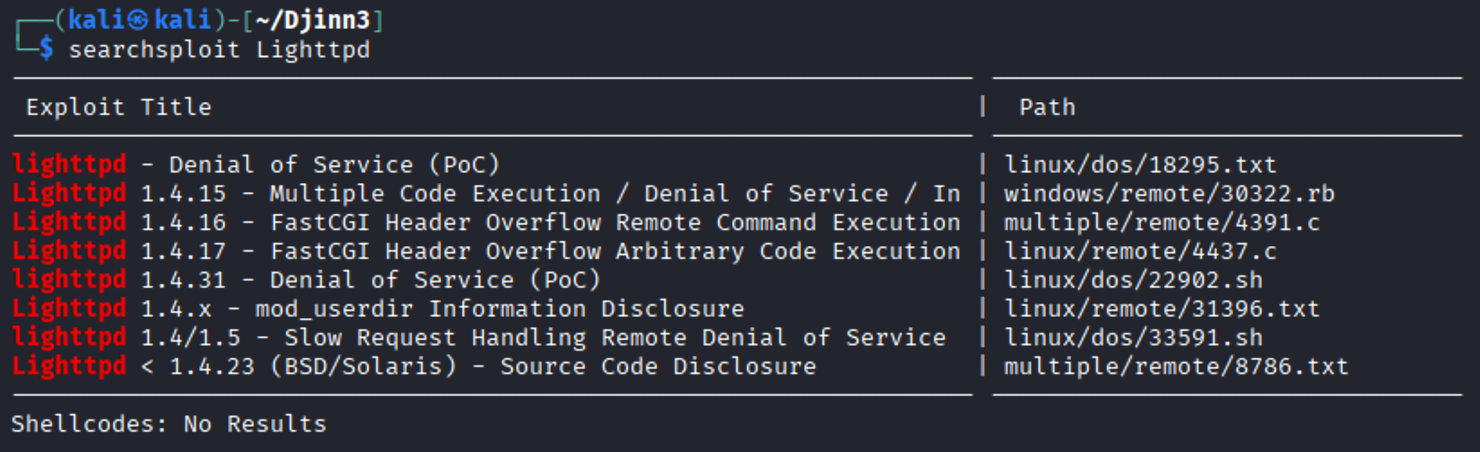 (kali㉿kali)-[~/Djinn3]
$ searchsploit Lighttpd
Exploit Title | Path
lighttpd - Denial of Service (PoC) | linux/dos/18295.txt
Lighttpd 1.4.15 - Multiple Code Execution / Denial of Service / In | windows/remote/30322.rb
Lighttpd 1.4.16 - FastCGI Header Overflow Remote Command Execution | multiple/remote/4391.c
Lighttpd 1.4.17 - FastCGI Header Overflow Arbitrary Code Execution | linux/remote/4437.c
lighttpd 1.4.31 - Denial of Service (PoC) | linux/dos/22902.sh
Lighttpd 1.4.x - mod_userdir Information Disclosure | linux/remote/31396.txt
lighttpd 1.4/1.5 - Slow Request Handling Remote Denial of Service | linux/dos/33591.sh
Lighttpd < 1.4.23 (BSD/Solaris) - Source Code Disclosure | multiple/remote/8786.txt
Shellcodes: No Results